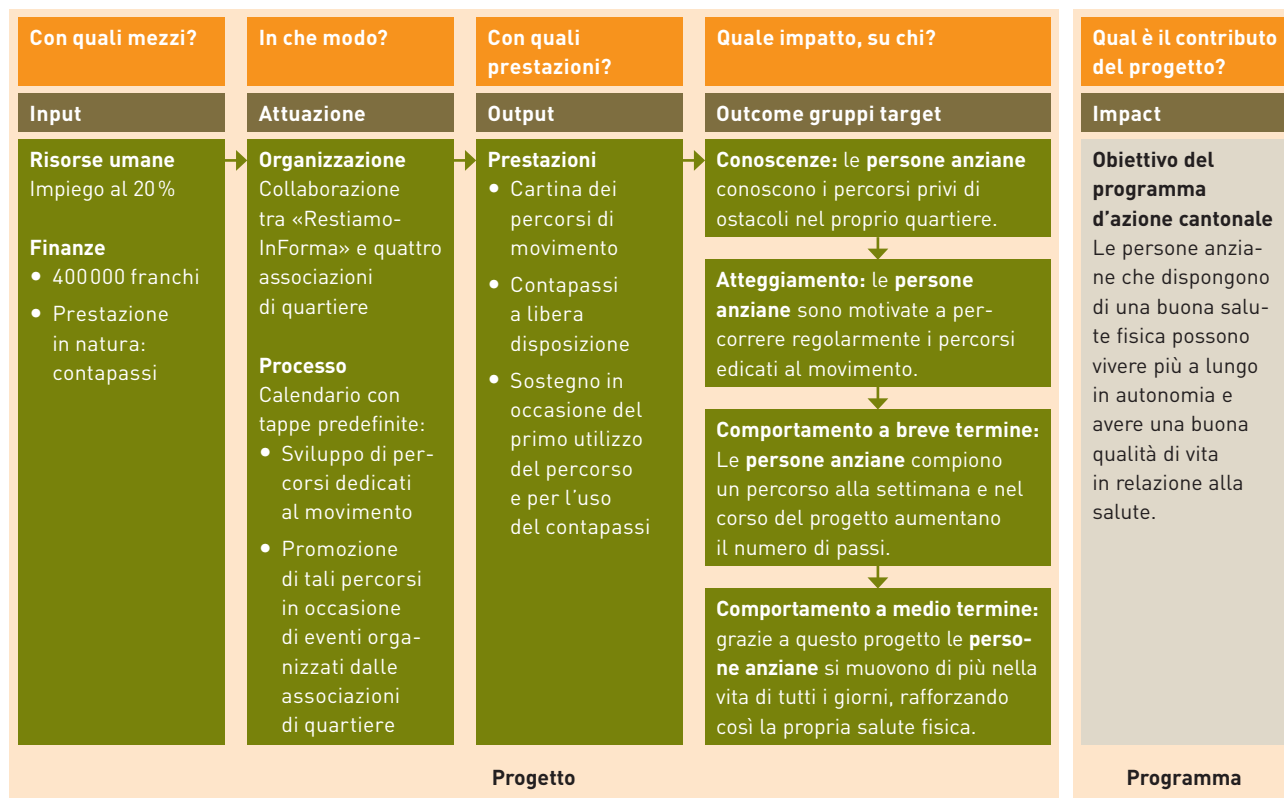 Con quali mezzi?
Input
Risorse umane
Impiego al 20 %
Finanze
• 400 000 franchi
• Prestazione
in natura:
contapassi
In che modo?
Attuazione
Organizzazione
Collaborazione
tra «Restiamo-
InForma» e quattro
associazioni
di quartiere
Processo
Calendario con
tappe predefinite:
• Sviluppo di per-
corsi dedicati
al movimento
• Promozione
di tali percorsi
in occasione
di eventi orga-
nizzati dalle
associazioni
di quartiere
Con quali
prestazioni?
Output
Prestazioni
• Cartina dei
percorsi di
movimento
• Contapassi
a libera
disposizione
• Sostegno in
occasione del
primo utilizzo
del percorso
e per l'uso
del contapassi
Quale impatto, su chi?
Outcome gruppi target
Conoscenze: le persone anziane
conoscono i percorsi privi di
ostacoli nel proprio quartiere.
Atteggiamento: le persone
anziane sono motivate a per-
correre regolarmente i percorsi
edicati al movimento.
Comportamento a breve termine:
Le persone anziane compiono
un percorso alla settimana e nel
corso del progetto aumentano
il numero di passi.
Comportamento a medio termine:
grazie a questo progetto le perso-
ne anziane si muovono di più nella
vita di tutti i giorni, rafforzando
così la propria salute fisica.
Progetto
Qual è il contributo
del progetto?
Impact
Obiettivo del
programma
d'azione cantonale
Le persone anzia-
ne che dispongono
di una buona salu-
te fisica possono
vivere più a lungo
in autonomia e
avere una buona
qualità di vita
in relazione alla
salute.
Programma